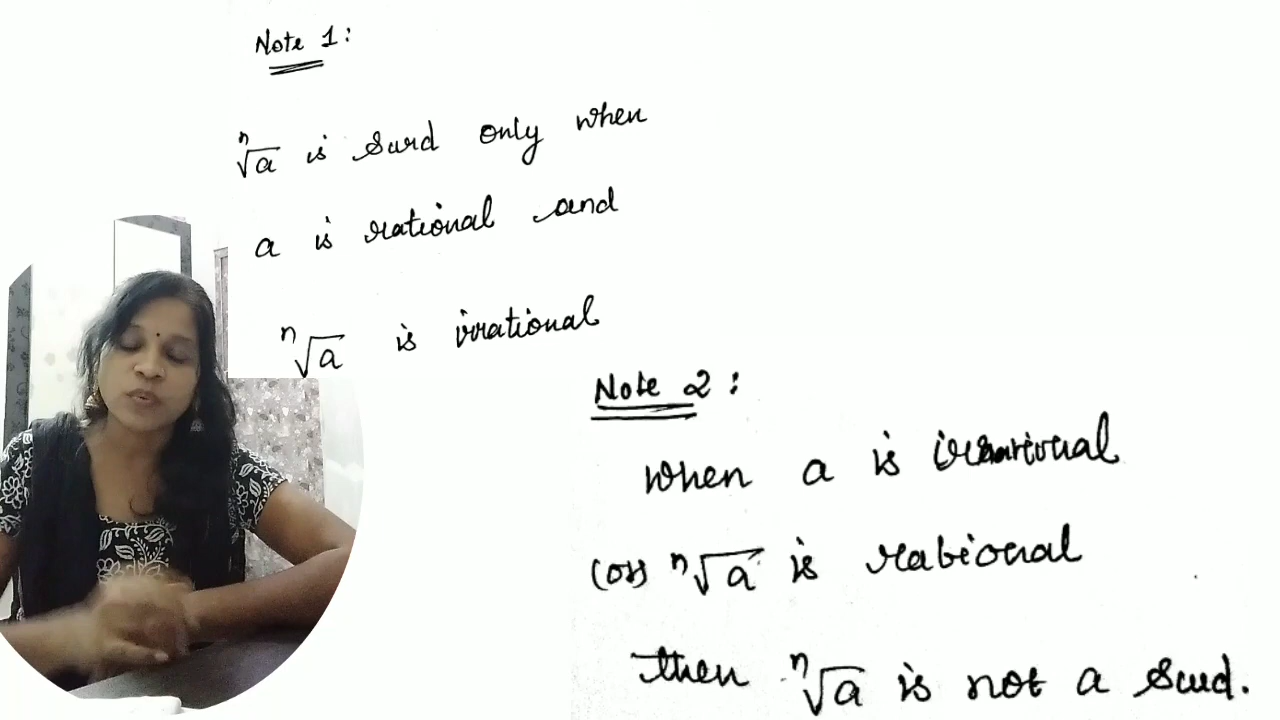 Note 1:
ⁿ√a is surd only when
a is rational and
ⁿ√a is irrational
Note 2:
when a is irrational
(or) ⁿ√a is rational
then ⁿ√a is not a surd.